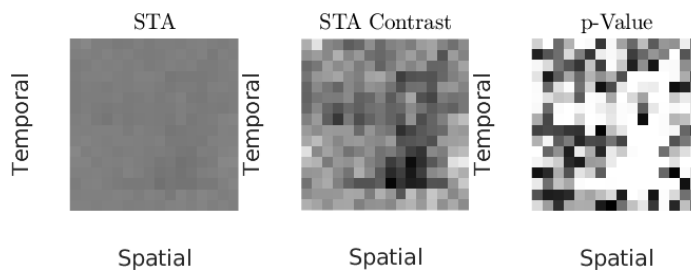 STA
STA Contrast
p-Value
Temporal
Temporal
Temporal
Spatial
Spatial
Spatial